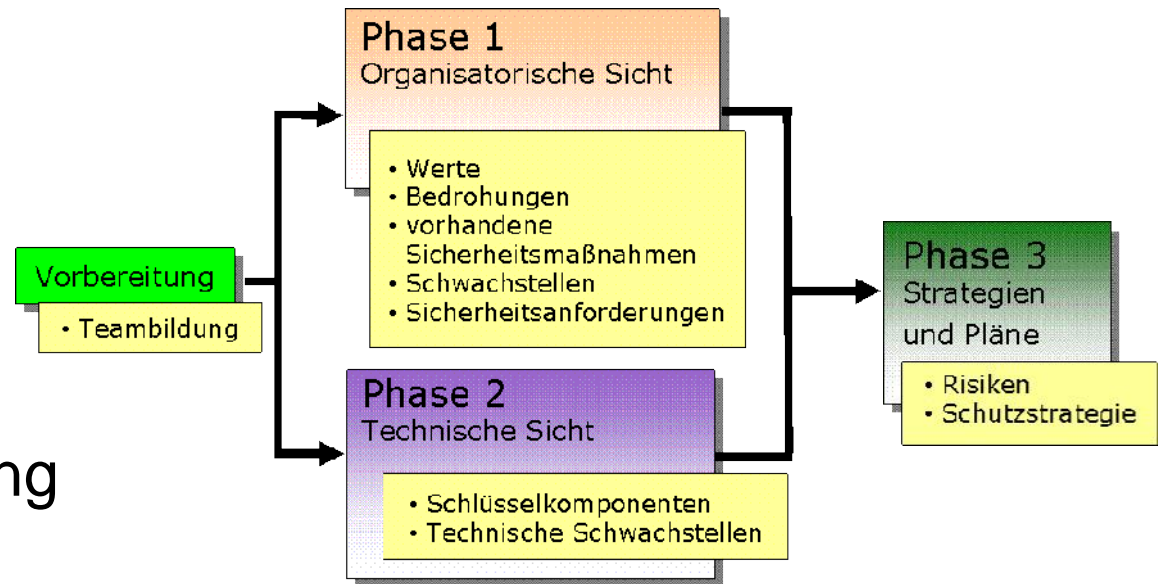 Vorbereitung
• Teambildung
Phase 1
Organisatorische Sicht
• Werte
• Bedrohungen
• vorhandene
Sicherheitsmaßnahmen
• Schwachstellen
• Sicherheitsanforderungen
Phase 2
Technische Sicht
• Schlüsselkomponenten
• Technische Schwachstellen
Phase 3
Strategien
und Pläne
• Risiken
• Schutzstrategie
ng